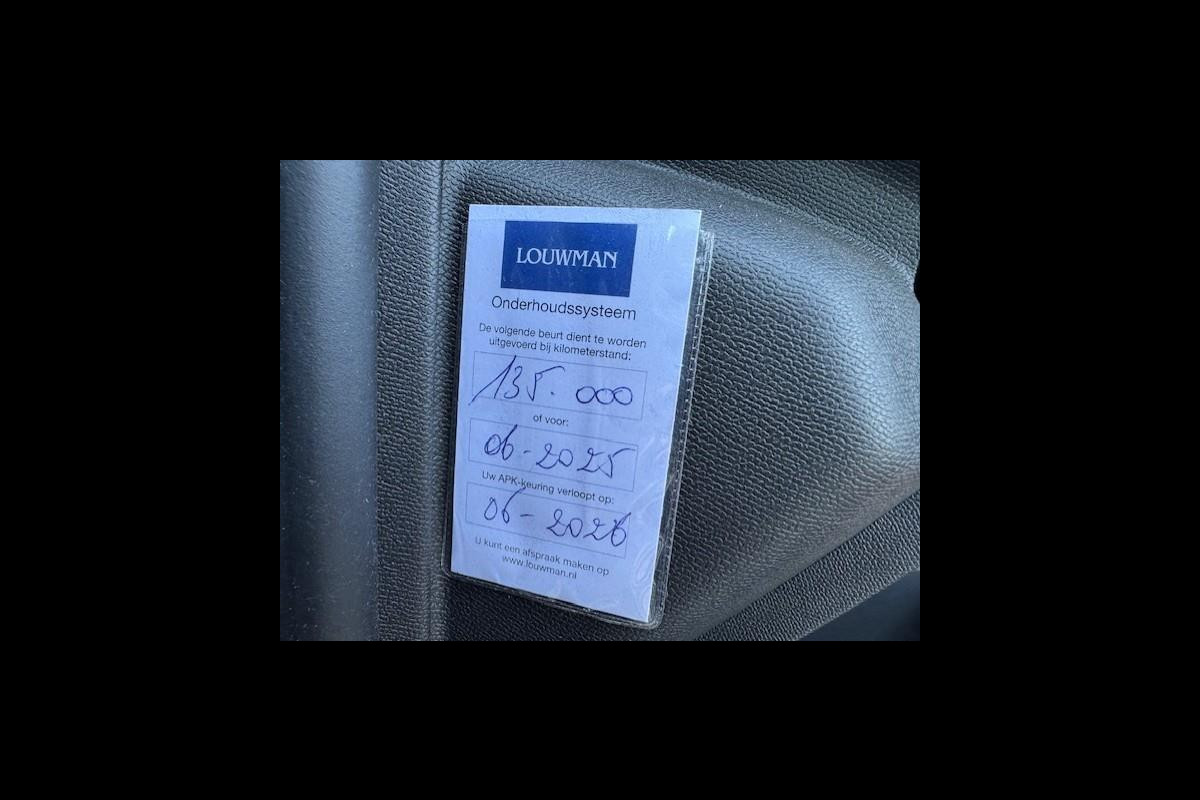 LOUWMAN
Onderhoudssysteem
De volgende beurt dient te worden
uitgevoerd bij kilometerstand:
135.000
of voor:
06-2025
Uw APK-keuring verloopt op:
06-2026
U kunt een afspraak maken op
www.louwman.nl